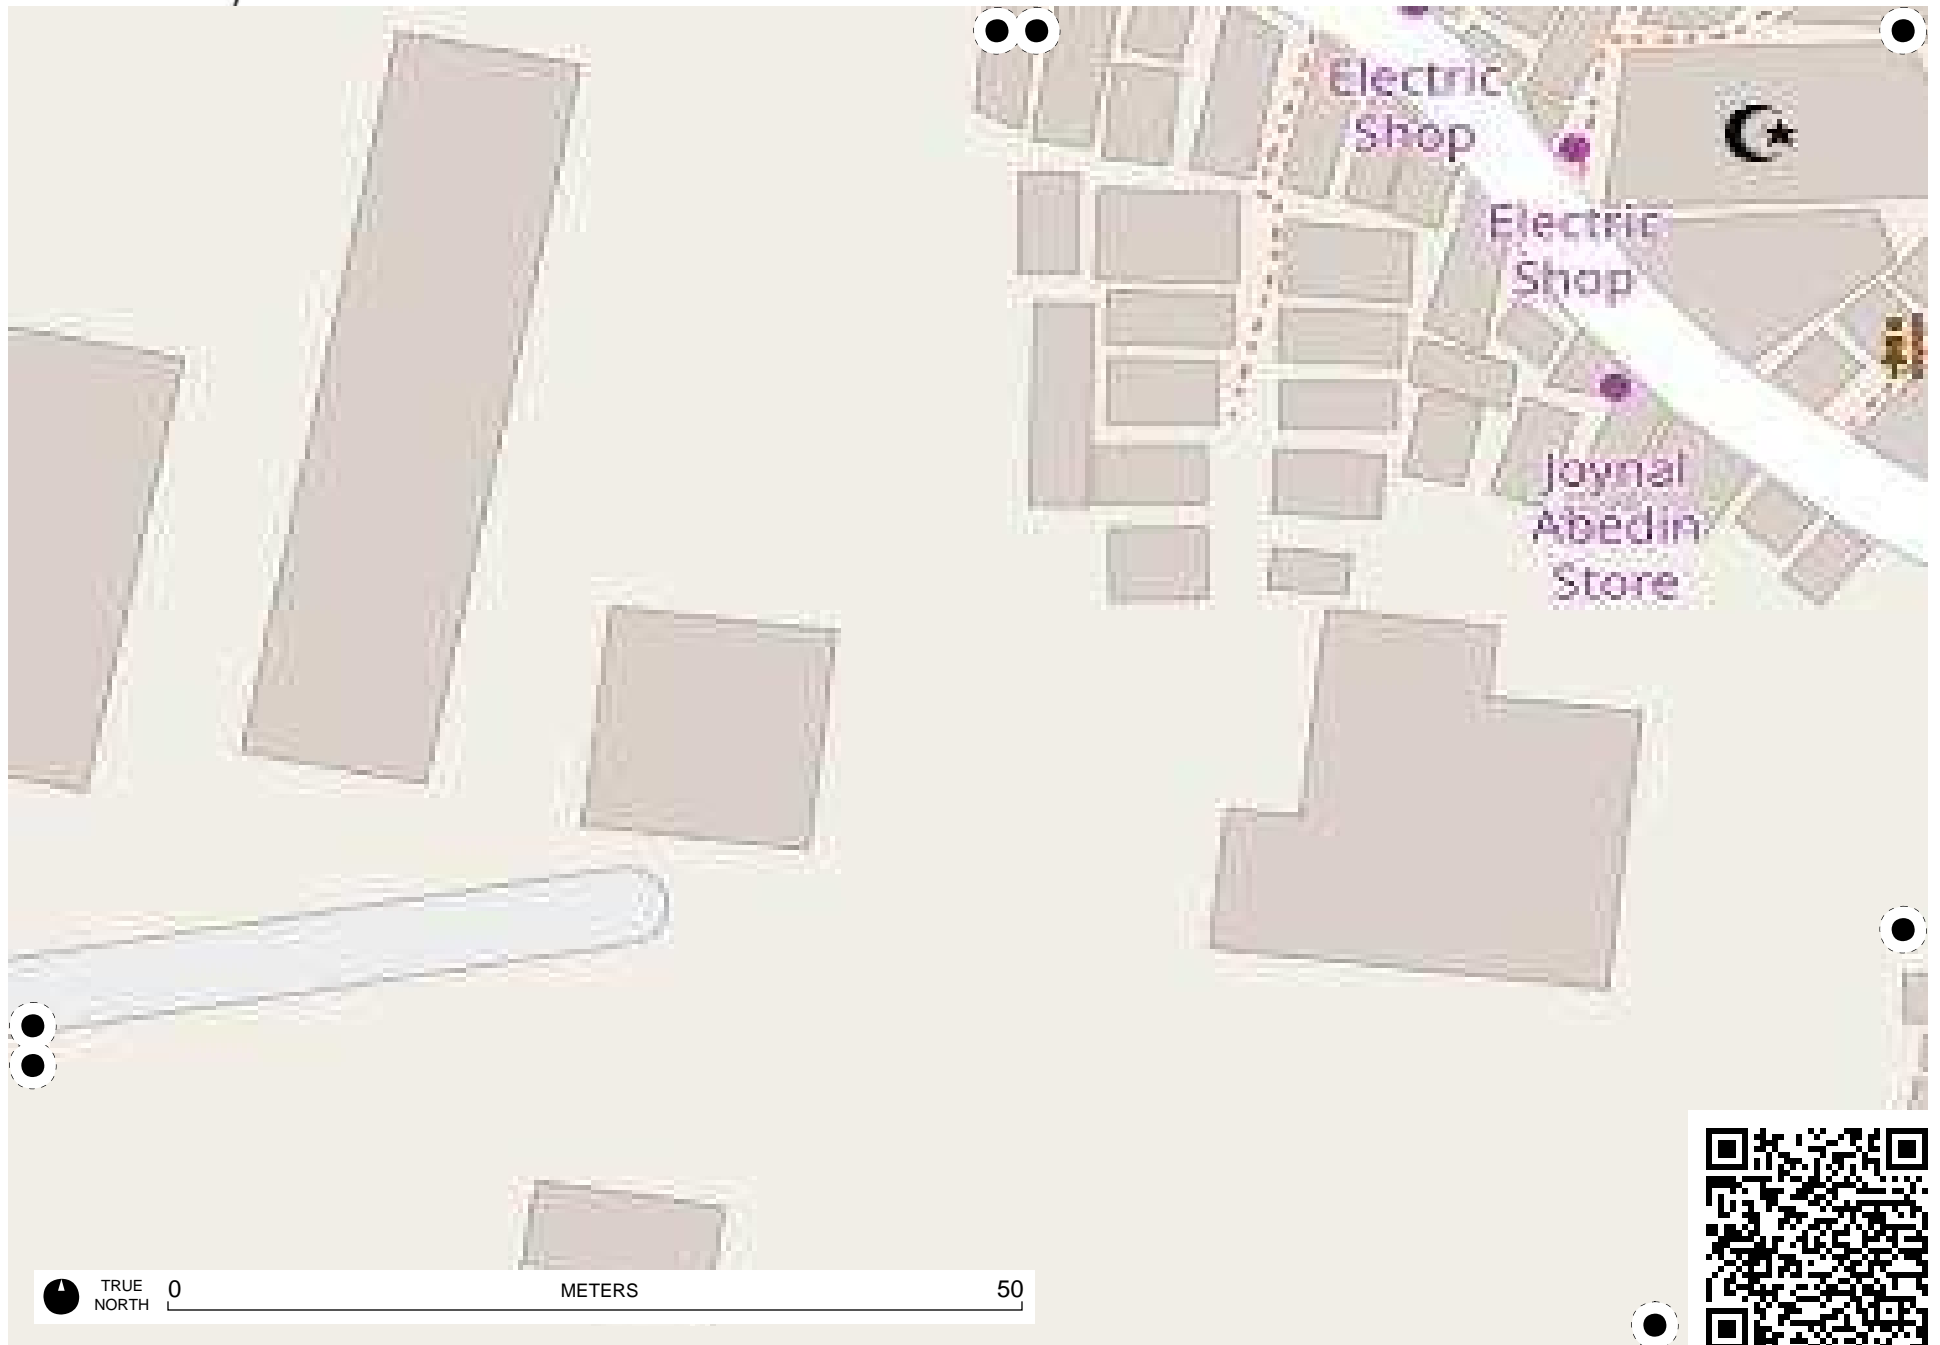 Electric
Shop
Electric
Shop
Joynal
Abedin
Store
TRUE
NORTH
0
METERS
50